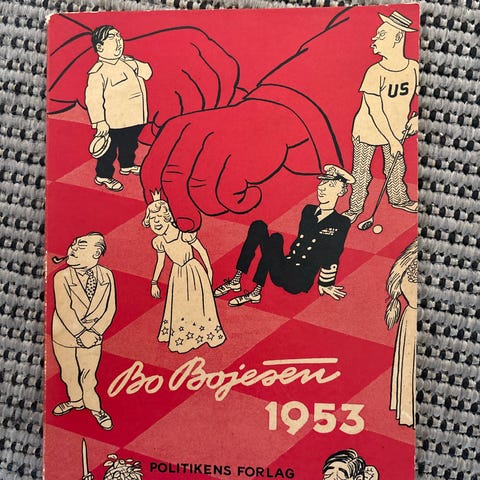 US
Bo Bojesen
1953
POLITIKENS FORLAG